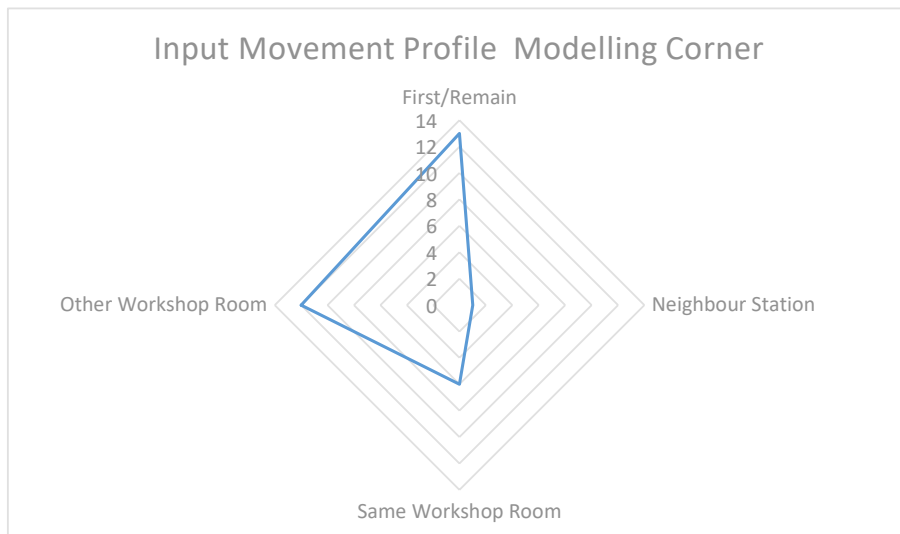 Input Movement Profile  Modelling Corner
First/Remain
14
12
10
8
6
4
2
0
Other Workshop Room
Neighbour Station
Same Workshop Room